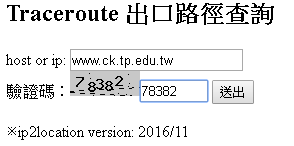 Traceroute 出口路徑查詢
host or ip: www.ck.tp.edu.tw
驗證碼：78382 78382 送出
※ip2location version: 2016/11